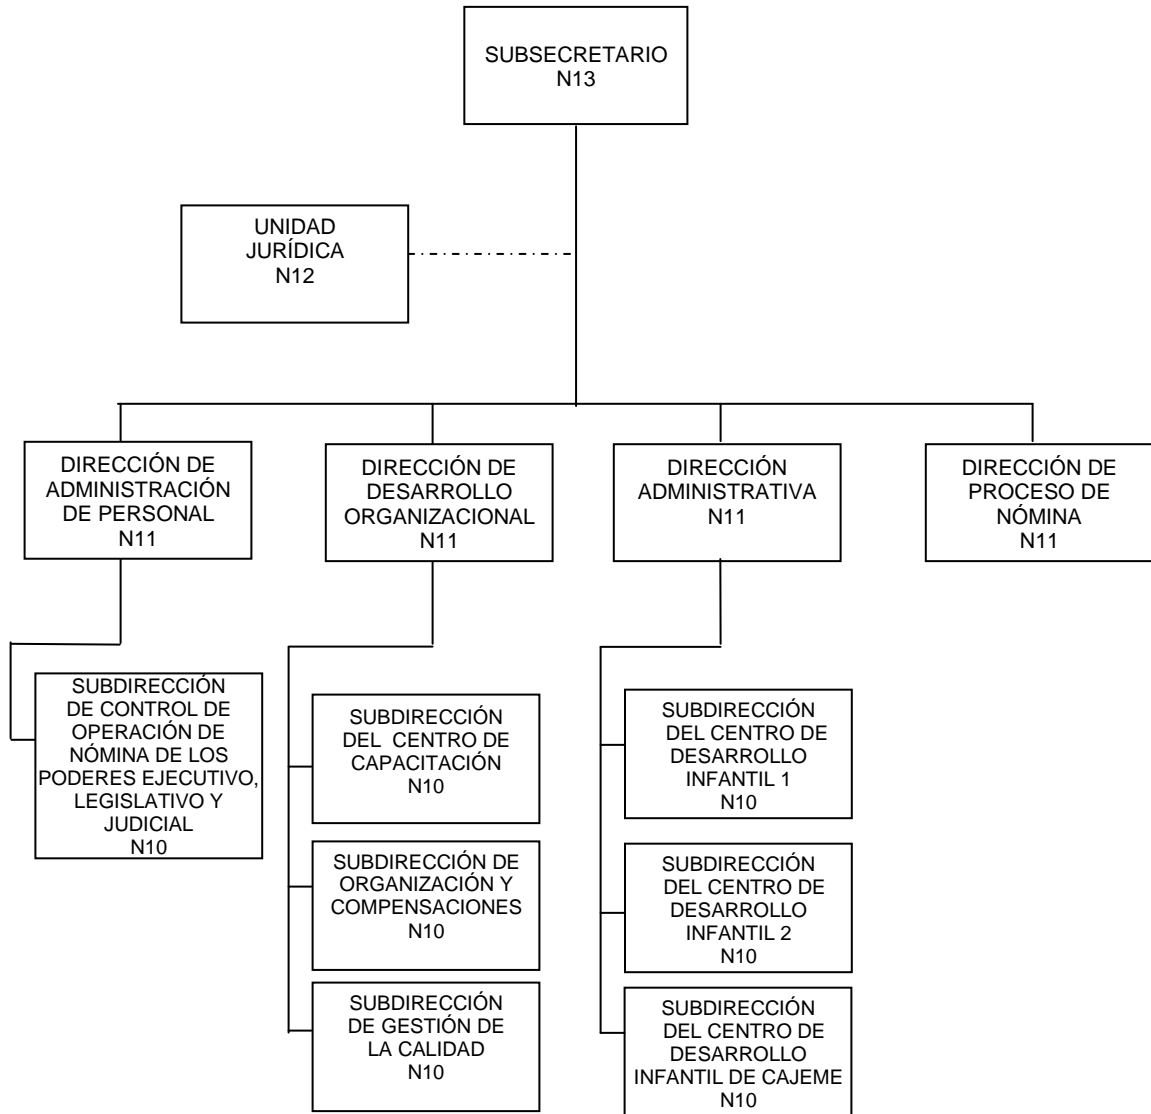 SUBSECRETARIO
N13
UNIDAD
JURÍDICA
N12
DIRECCIÓN DE
ADMINISTRACIÓN
DE PERSONAL
N11
DIRECCIÓN DE
DESARROLLO
ORGANIZACIONAL
N11
DIRECCIÓN
ADMINISTRATIVA
N11
DIRECCIÓN DE
PROCESO DE
NÓMINA
N11
SUBDIRECCIÓN
DE CONTROL DE
OPERACIÓN DE
NÓMINA DE LOS
PODERES EJECUTIVO,
LEGISLATIVO Y
JUDICIAL
N10
SUBDIRECCIÓN
DEL CENTRO DE
CAPACITACIÓN
N10
SUBDIRECCIÓN DE
ORGANIZACIÓN Y
COMPENSACIONES
N10
SUBDIRECCIÓN
DE GESTIÓN DE
LA CALIDAD
N10
SUBDIRECCIÓN
DEL CENTRO DE
DESARROLLO
INFANTIL 1
N10
SUBDIRECCIÓN
DEL CENTRO DE
DESARROLLO
INFANTIL 2
N10
SUBDIRECCIÓN
DEL CENTRO DE
DESARROLLO
INFANTIL DE CAJEME
N10